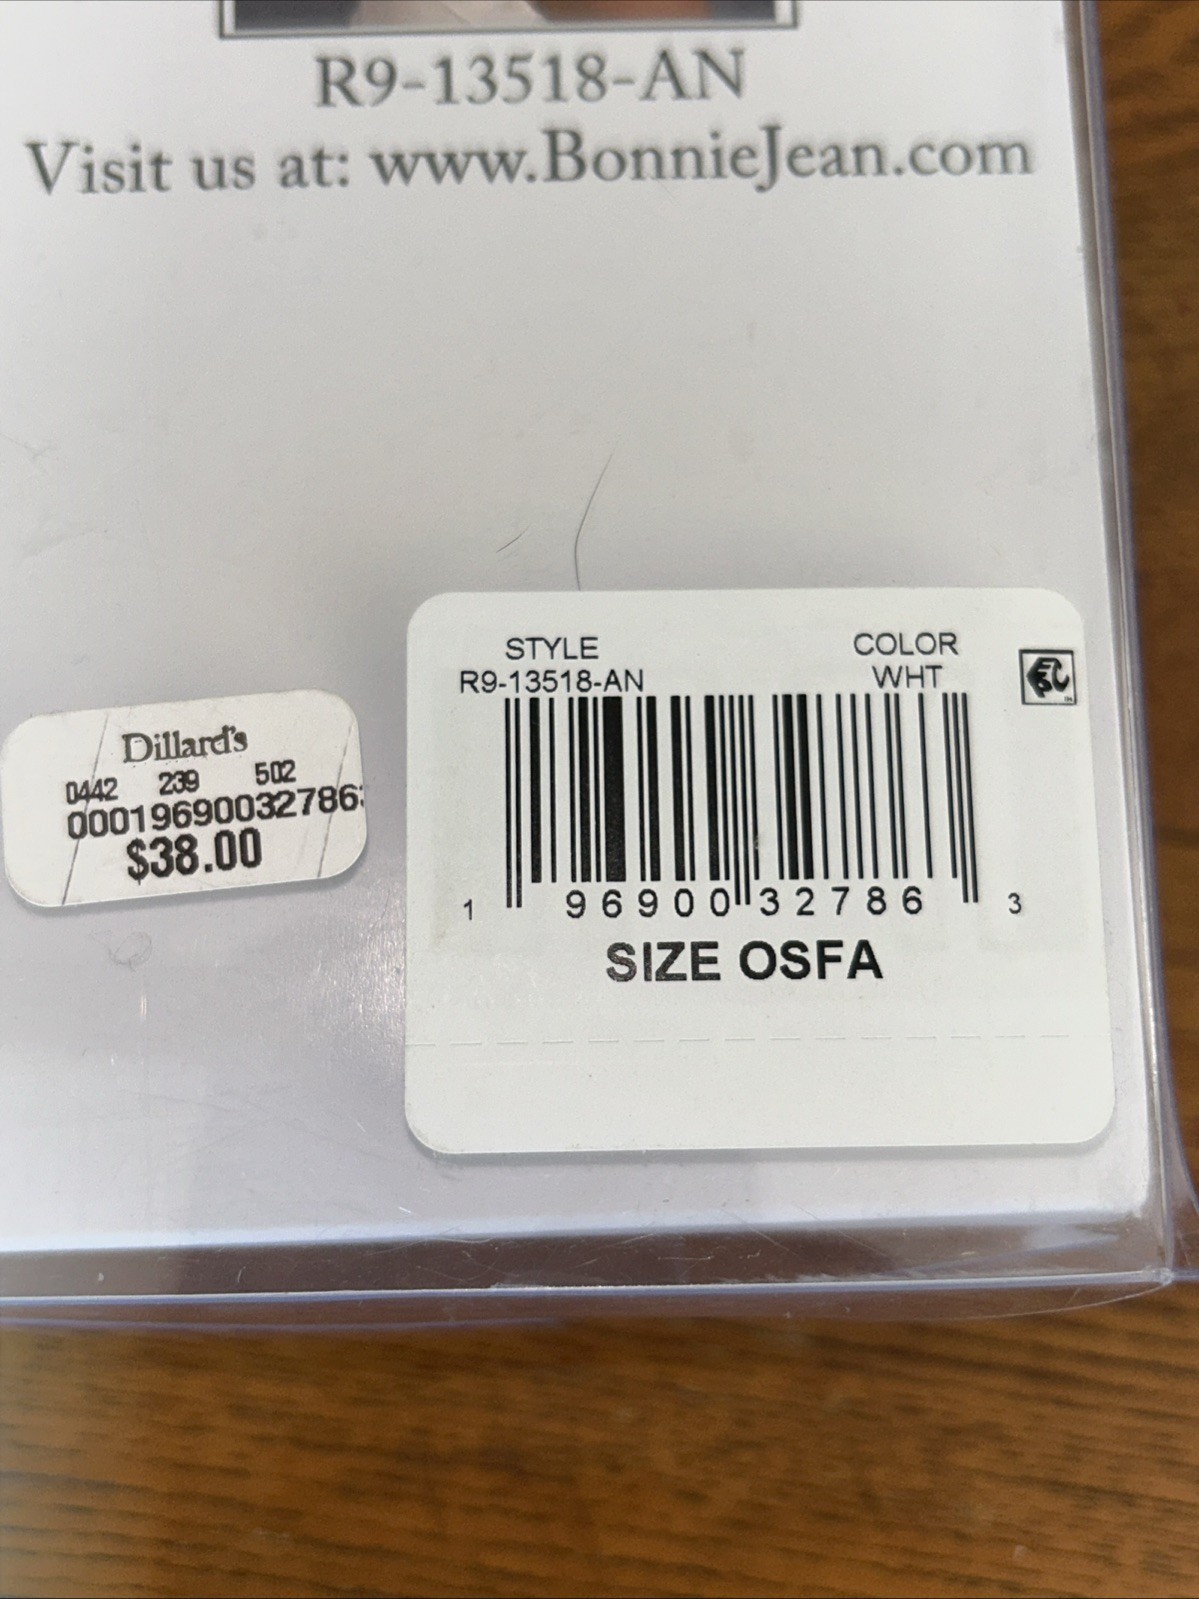 R9-13518-AN
Visit us at: www.BonnieJean.com
STYLE
R9-13518-AN
COLOR
WHT
Dillard's
0442 239 502
000196900327863
$38.00
1 96900 32786 3
SIZE OSFA